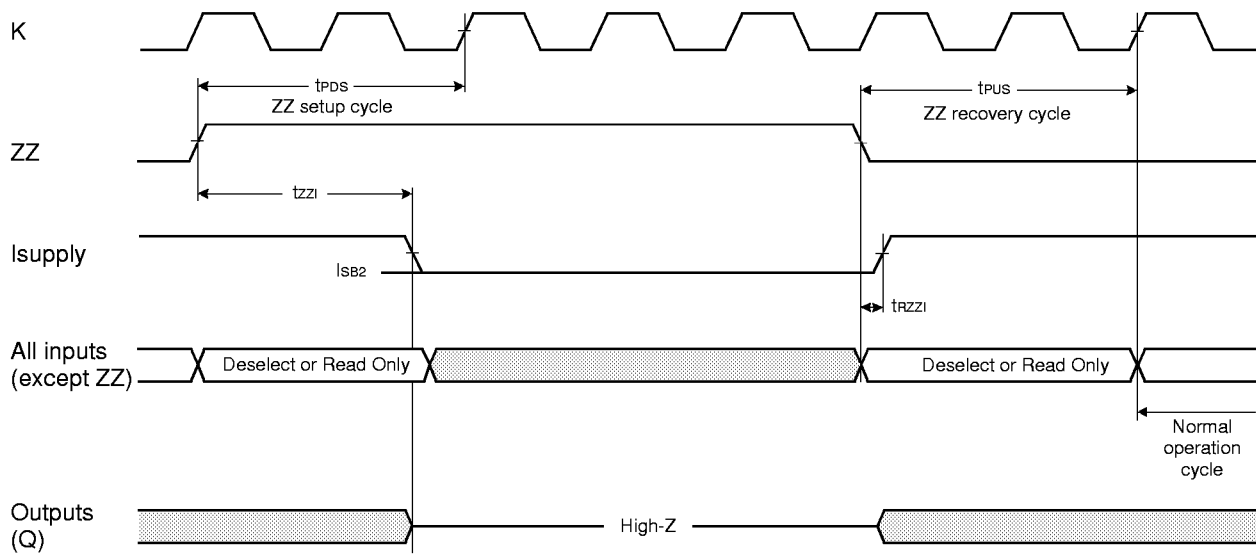 K
tPDS
ZZ setup cycle
tPUS
ZZ recovery cycle
ZZ
tZZI
Isupply
ISB2
tRZZI
All inputs
(except ZZ)
Deselect or Read Only
Deselect or Read Only
Normal
operation
cycle
Outputs
(Q)
High-Z